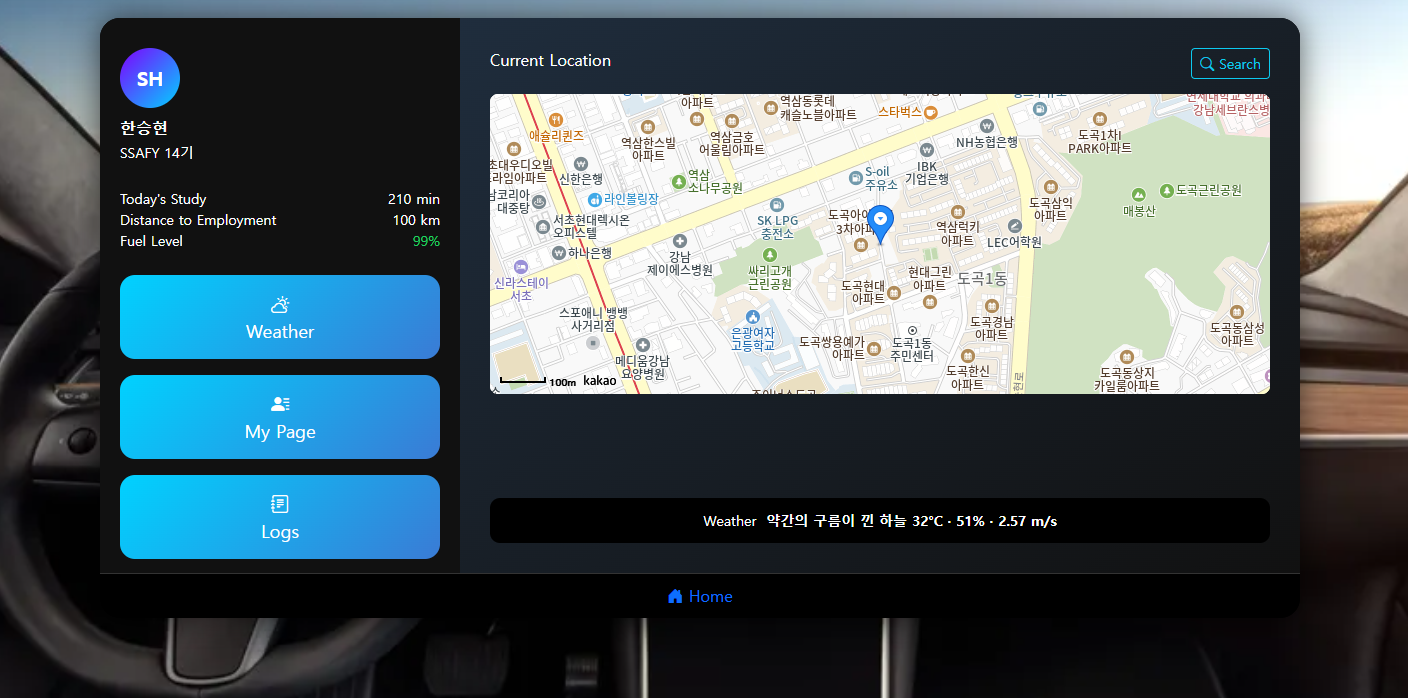 SH
한승현
SSAFY 14기
Today's Study 210 min
Distance to Employment 100 km
Fuel Level 99%
Weather
My Page
Logs
Current Location
Search
아파트
역삼동롯데
캐슬노블아파트
스타벅스
강남세브란스병
애슐리퀸즈
역삼한스빌
아파트
역삼금호
어울림아파트
NH농협은행
도곡1차I
PARK아파트
초대우디오빌
라임아파트
신한은행
역삼
소나무공원
S-oil
주유소
IBK
기업은행
도곡근린공원
남코리아
대중탕
라인볼링장
매봉산
도곡삼익
아파트
서초현대렉시온
오피스텔
SK LPG
충전소
도곡아이
3차아파
역삼럭키
아파트
LEC어학원
하나은행
강남
제이에스병원
싸리고개
근린공원
신라스테이
서초
현대그린
아파트
도곡1동
도곡현대
아파트
스포애니 뱅뱅
사거리점
은광여자
고등학교
도곡쌍용예가
아파트
도곡1동
주민센터
도곡경남
아파트
도곡동삼성
아파트
메디움강남
요양병원
도곡한신
아파트
도곡동상지
카일룸아파트
100m kakao
Weather 약간의 구름이 낀 하늘 32°C · 51% · 2.57 m/s
Home